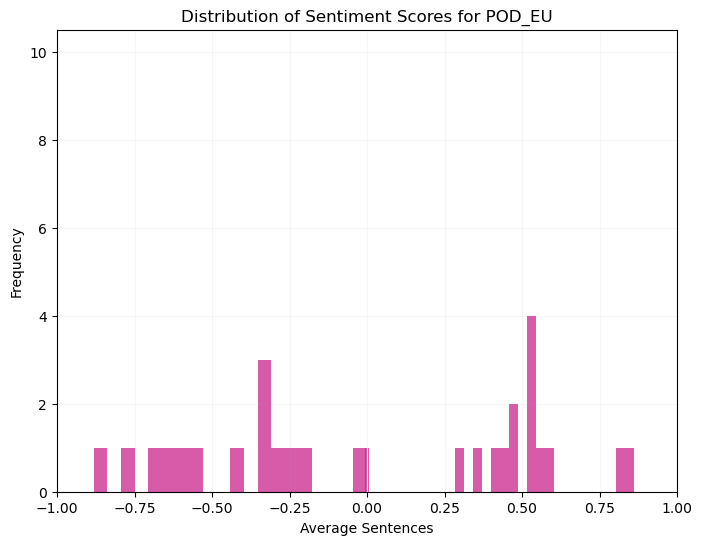 Distribution of Sentiment Scores for POD_EU
10
8
6
4
2
0
Frequency
−1.00 −0.75 −0.50 −0.25 0.00 0.25 0.50 0.75 1.00
Average Sentences